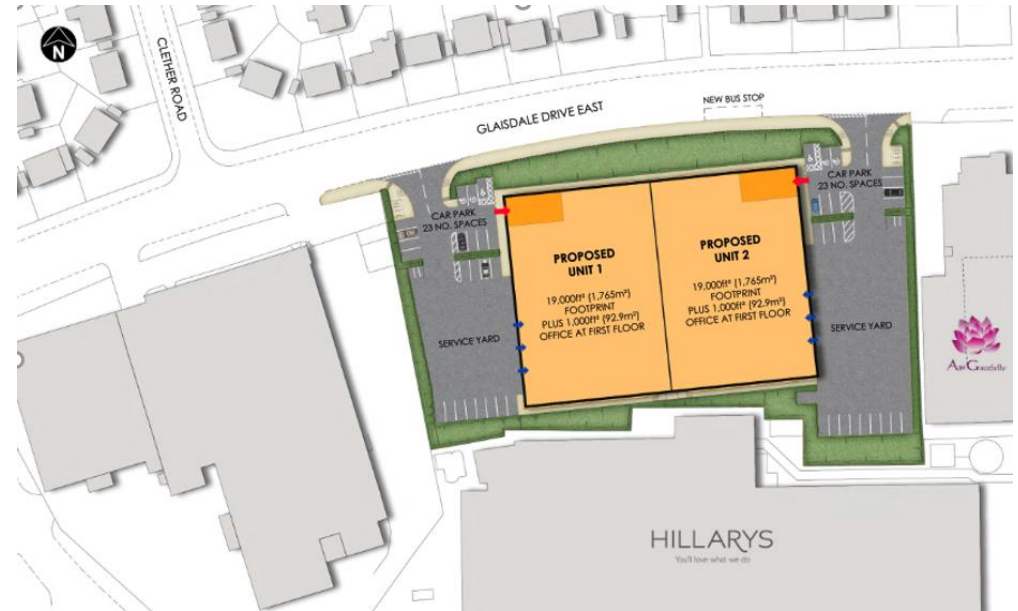 N
CLETHER ROAD
GLAISDALE DRIVE EAST
NEW BUS STOP
CAR PARK
23 NO. SPACES
CAR PARK
23 NO. SPACES
PROPOSED
UNIT 1
19,000ft² (1,765m²)
FOOTPRINT
PLUS 1,000ft² (92.9m²)
OFFICE AT FIRST FLOOR
PROPOSED
UNIT 2
19,000ft² (1,765m²)
FOOTPRINT
PLUS 1,000ft² (92.9m²)
OFFICE AT FIRST FLOOR
SERVICE YARD
SERVICE YARD
Age Gracefully
HILLARYS
You'll love what we do